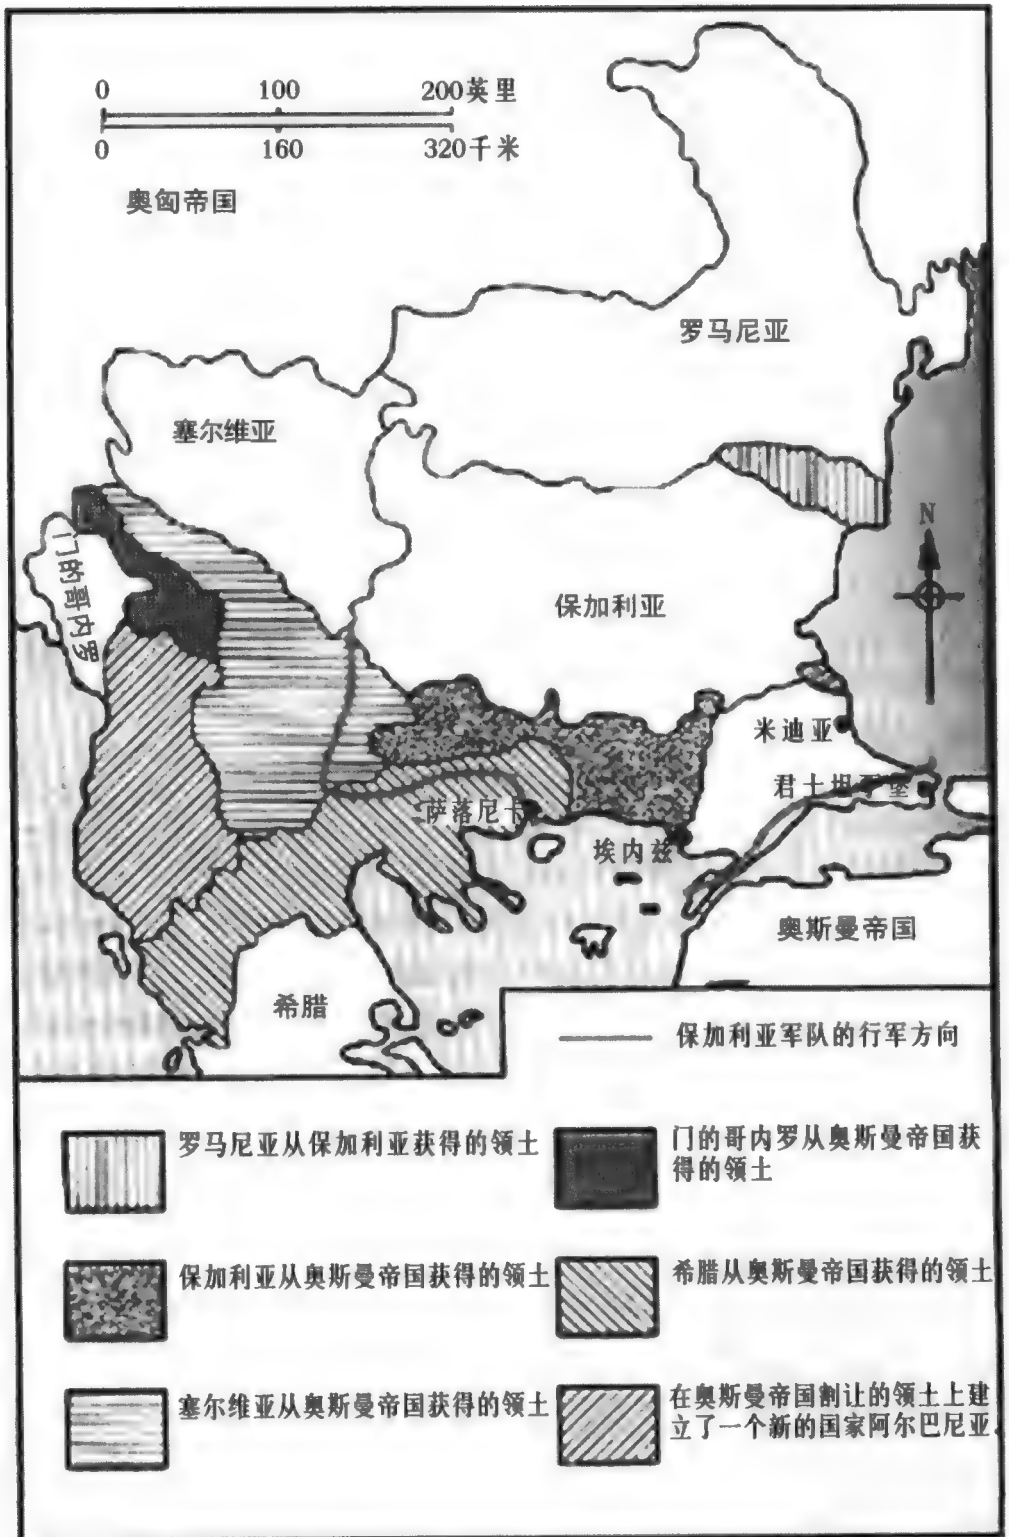 0 100 200英里
0 160 320千米
奥匈帝国
罗马尼亚
塞尔维亚
N
门的哥内罗
保加利亚
米迪亚
君士坦丁堡
萨落尼卡
埃内兹
奥斯曼帝国
希腊
保加利亚军队的行军方向
罗马尼亚从保加利亚获得的领土
门的哥内罗从奥斯曼帝国获
得的领土
保加利亚从奥斯曼帝国获得的领土
希腊从奥斯曼帝国获得的领土
塞尔维亚从奥斯曼帝国获得的领土
在奥斯曼帝国割让的领土上建
立了一个新的国家阿尔巴尼亚